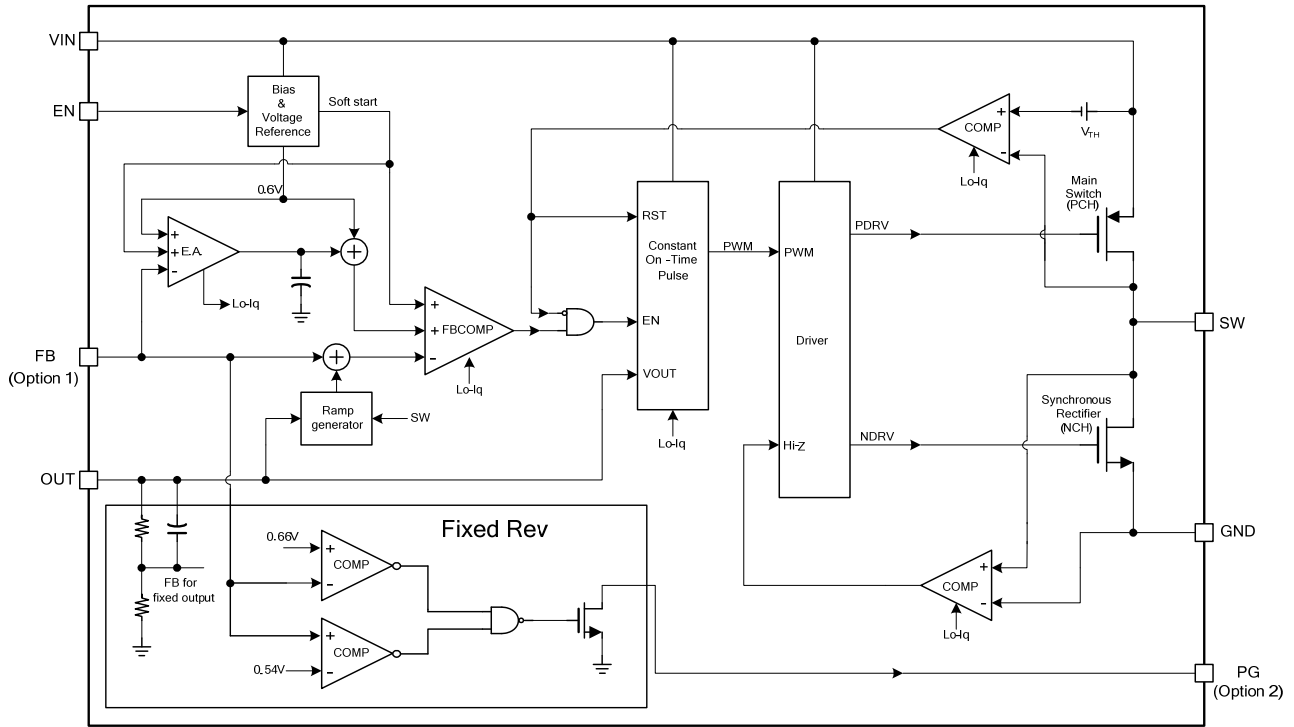 VIN
EN
Bias
&
Voltage
Reference
Soft start
0.6V
+
+
-
E.A.
+
Lo-Iq
FB
(Option 1)
+
+
+
-
FBCOMP
Lo-Iq
Ramp
generator
SW
OUT
RST
Constant
On -Time
Pulse
EN
VOUT
Lo-Iq
PWM
PWM
Driver
Hi-Z
PDRV
NDRV
COMP
+
-
Lo-Iq
VTH
Main
Switch
(PCH)
SW
Synchronous
Rectifier
(NCH)
GND
COMP
+
-
Lo-Iq
Fixed Rev
FB for
fixed output
0.66V
+
-
COMP
+
-
COMP
0.54V
PG
(Option 2)